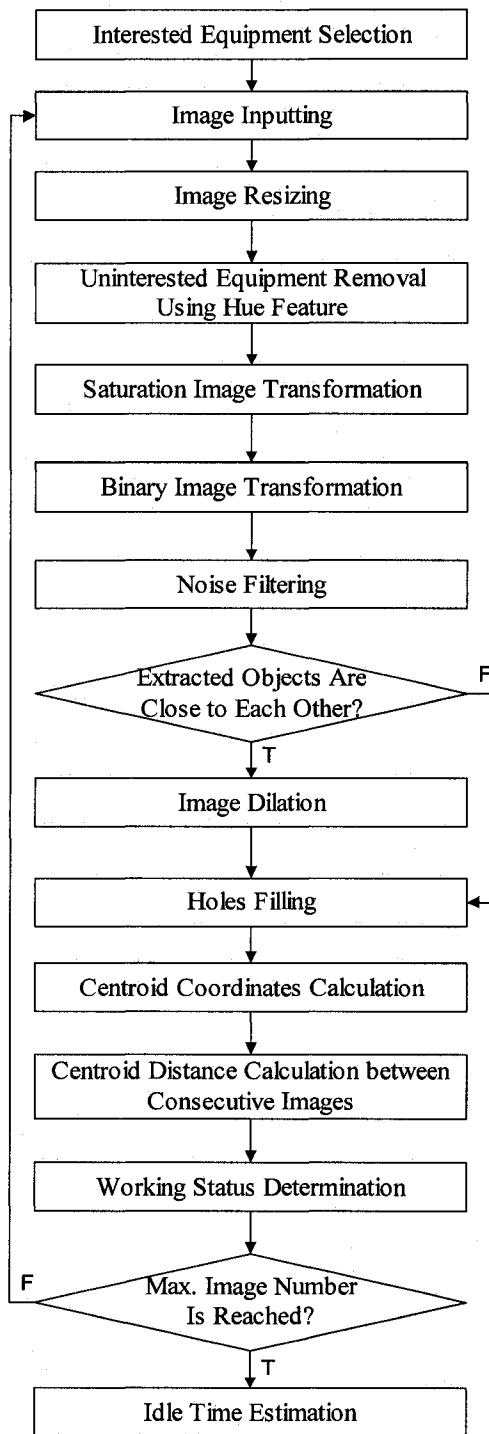 Interested Equipment Selection
Image Inputting
Image Resizing
Uninterested Equipment Removal
Using Hue Feature
Saturation Image Transformation
Binary Image Transformation
Noise Filtering
Extracted Objects Are
Close to Each Other?
F
T
Image Dilation
Holes Filling
Centroid Coordinates Calculation
Centroid Distance Calculation between
Consecutive Images
Working Status Determination
F
Max. Image Number
Is Reached?
T
Idle Time Estimation